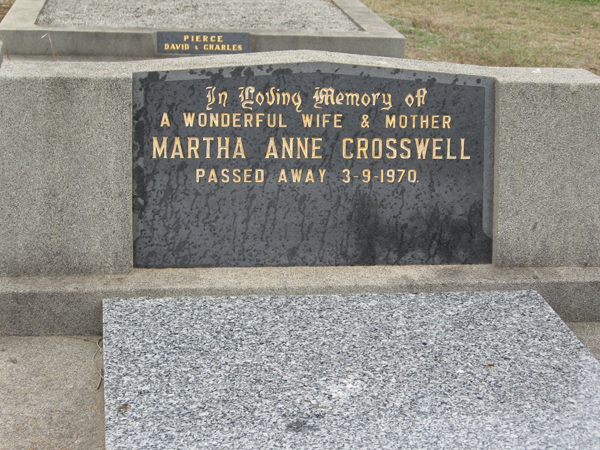 PIERCE
DAVID & CHARLES
In Loving Memory of
A WONDERFUL WIFE & MOTHER
MARTHA ANNE CROSSWELL
PASSED AWAY 3-9-1970.